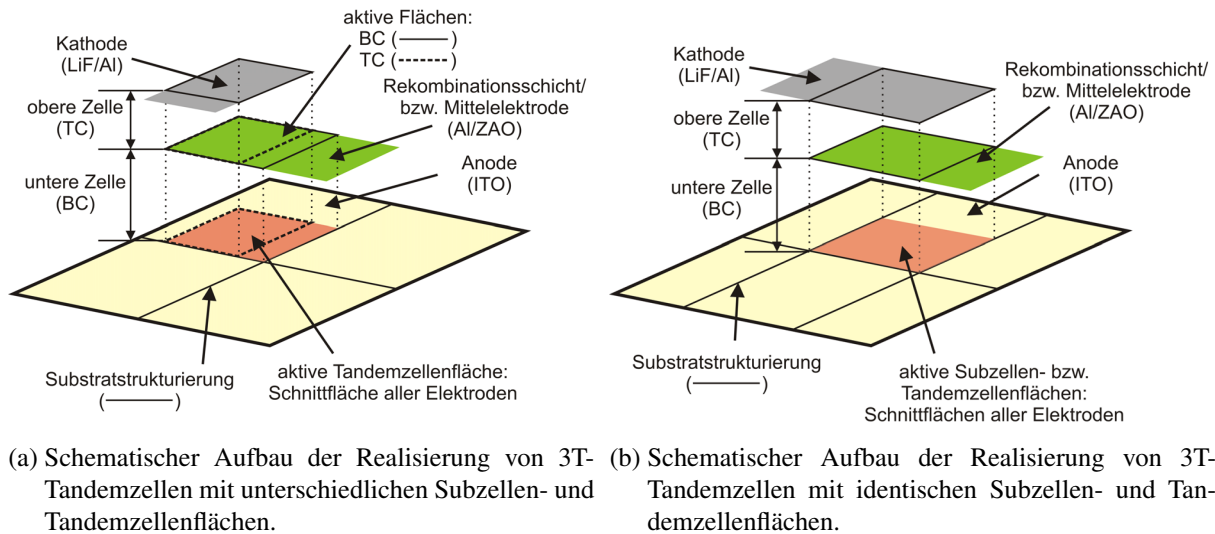 Kathode
(LiF/Al)
aktive Flächen:
BC (———)
TC (--------)
obere Zelle
(TC)
Rekombinationsschicht/
bzw. Mittelelektrode
(Al/ZAO)
untere Zelle
(BC)
Anode
(ITO)
Substratstrukturierung
(———)
aktive Tandemzellenfläche:
Schnittfläche aller Elektroden
(a) Schematischer Aufbau der Realisierung von 3T-
Tandemzellen mit unterschiedlichen Subzellen- und
Tandemzellenflächen.
Kathode
(LiF/Al)
Rekombinationsschicht/
bzw. Mittelelektrode
(Al/ZAO)
obere Zelle
(TC)
untere Zelle
(BC)
Anode
(ITO)
Substratstrukturierung
(———)
aktive Subzellen- bzw.
Tandemzellenflächen:
Schnittflächen aller Elektroden
(b) Schematischer Aufbau der Realisierung von 3T-
Tandemzellen mit identischen Subzellen- und Tan-
demzellenflächen.